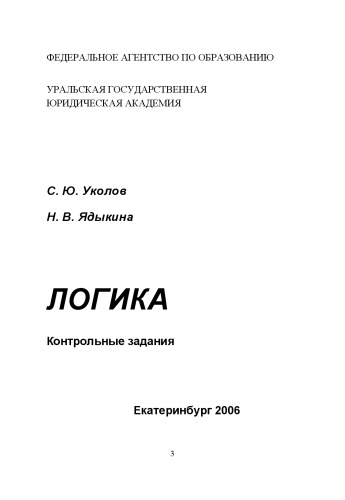 ФЕДЕРАЛЬНОЕ АГЕНТСТВО ПО ОБРАЗОВАНИЮ
УРАЛЬСКАЯ ГОСУДАРСТВЕННАЯ
ЮРИДИЧЕСКАЯ АКАДЕМИЯ
С. Ю. Уколов
Н. В. Ядыкина
ЛОГИКА
Контрольные задания
Екатеринбург 2006
3